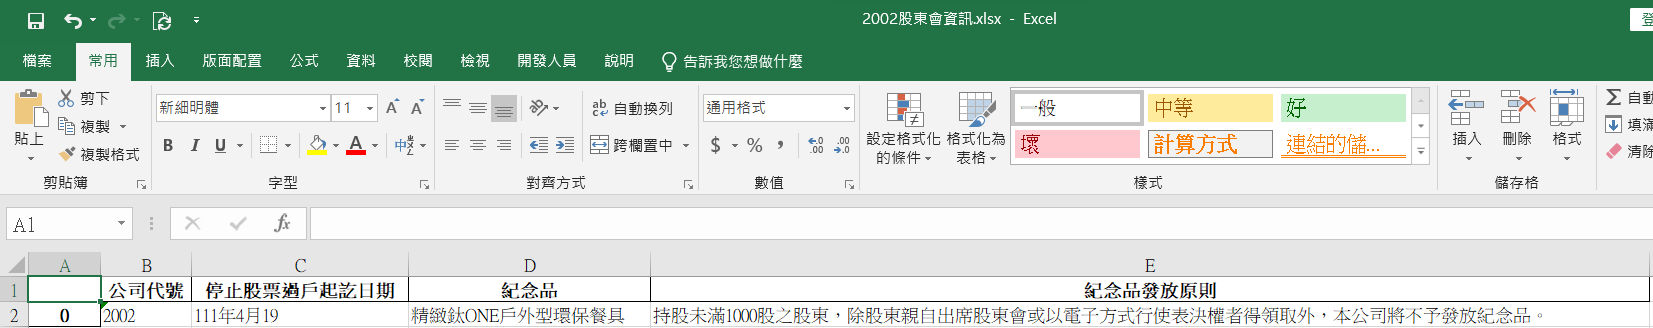 2002股東會資訊.xlsx - Excel
登
檔案 常用 插入 版面配置 公式 資料 校閱 檢視 開發人員 說明 告訴我您想做什麼
貼上 剪下 複製 複製格式 剪貼簿
新細明體 11 A A B I U A 中 字型
ab 自動換列 跨欄置中 對齊方式
通用格式 $ % , .00 .00 數值
設定格式化的條件 格式化為表格 一般 中等 好 壞 計算方式 連結的儲... 樣式
插入 刪除 格式 儲存格
Σ 自動
填滿
清除
A1 fx
A B C D E
1 公司代號 停止股票過戶起訖日期 紀念品 紀念品發放原則
2 0 2002 111年4月19 精緻鈦ONE戶外型環保餐具 持股未滿1000股之股東，除股東親自出席股東會或以電子方式行使表決權者得領取外，本公司將不予發放紀念品。